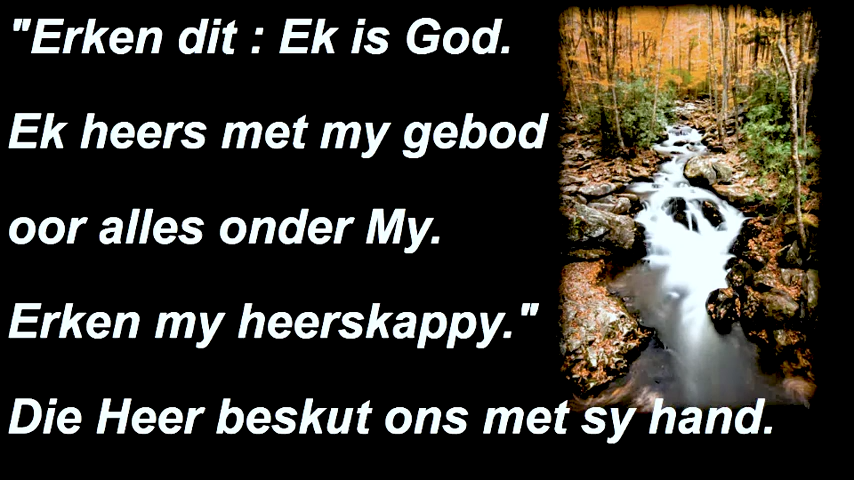 "Erken dit : Ek is God.
Ek heers met my gebod
oor alles onder My.
Erken my heerskappy."
Die Heer beskut ons met sy hand.